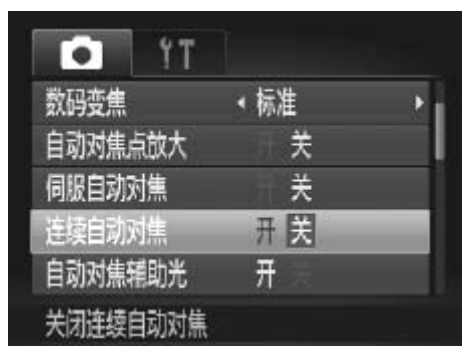 数码变焦 标准
自动对焦点放大 开 关
伺服自动对焦 开 关
连续自动对焦 开 关
自动对焦辅助光 开 关
关闭连续自动对焦